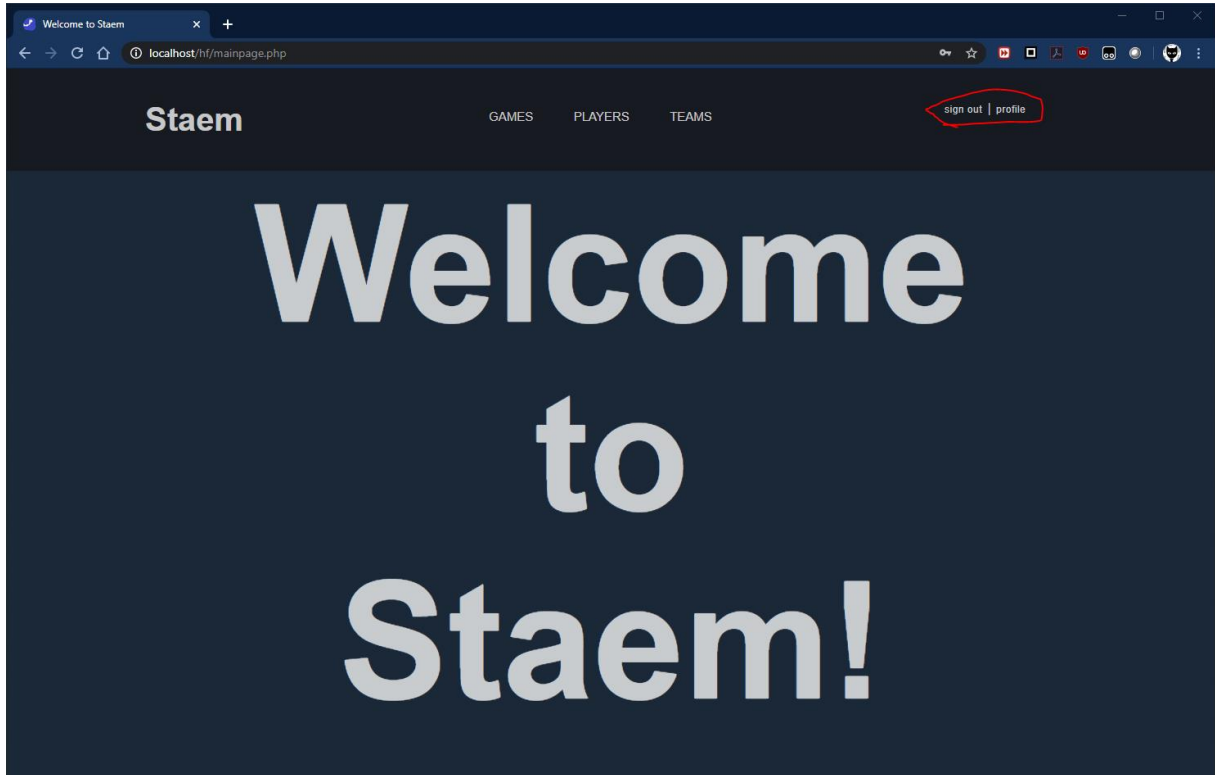 Welcome to Staem
localhost/hf/mainpage.php
Staem
GAMES PLAYERS TEAMS
sign out | profile
Welcome
to
Staem!